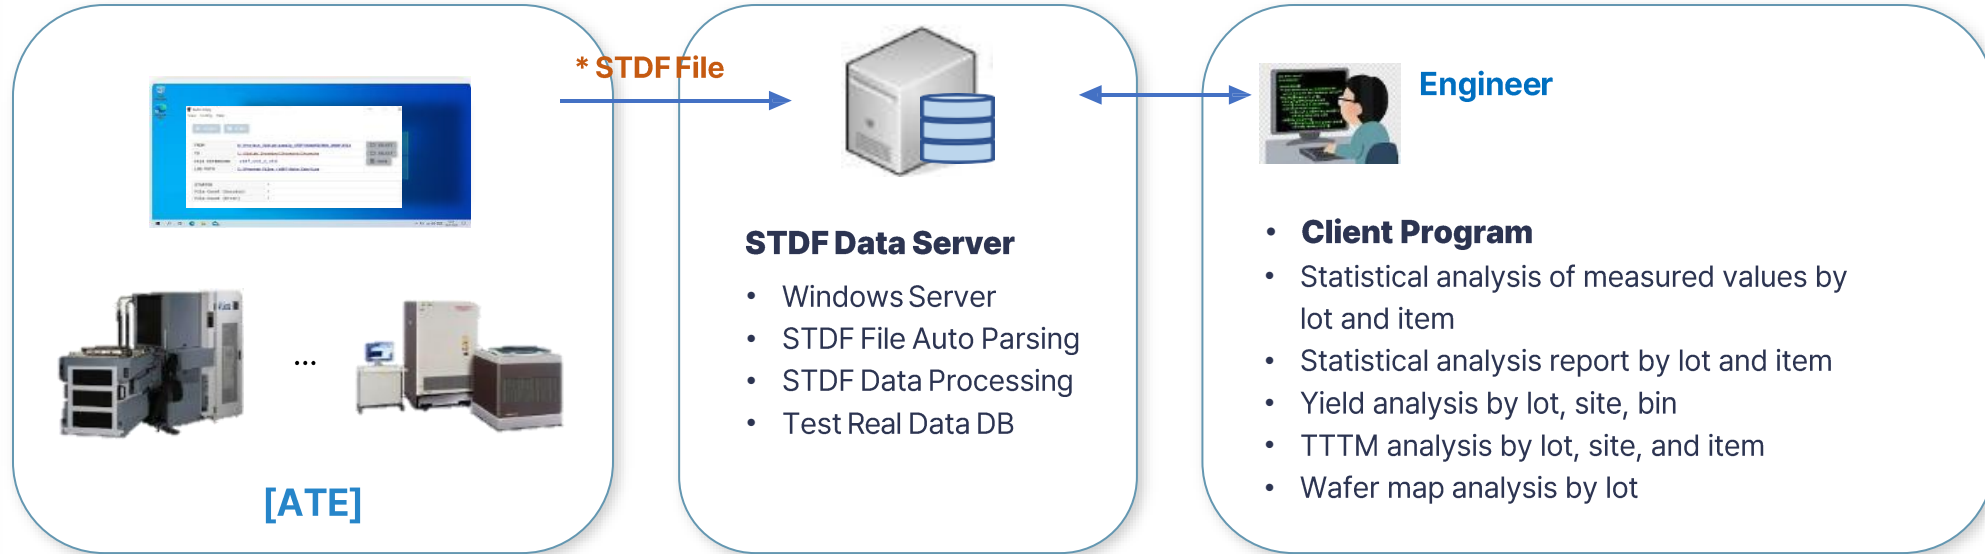 * STDF File
...
[ATE]
STDF Data Server
• Windows Server
• STDF File Auto Parsing
• STDF Data Processing
• Test Real Data DB
Engineer
• Client Program
• Statistical analysis of measured values by
lot and item
• Statistical analysis report by lot and item
• Yield analysis by lot, site, bin
• TTTM analysis by lot, site, and item
• Wafer map analysis by lot